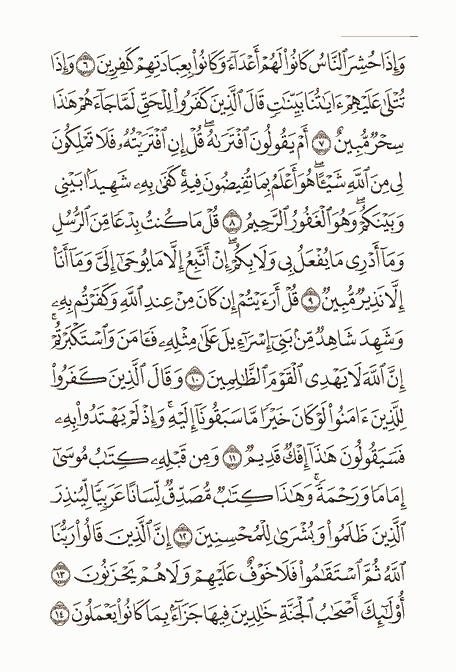 وَإِذَا حُشِرَ ٱلنَّاسُ كَانُوا۟ لَهُمْ أَعْدَآءً وَكَانُوا۟ بِعِبَادَتِهِمْ كَٰفِرِينَ ٦ وَإِذَا
تُتْلَىٰ عَلَيْهِمْ ءَايَٰتُنَا بَيِّنَٰتٍ قَالَ ٱلَّذِينَ كَفَرُوا۟ لِلْحَقِّ لَمَّا جَآءَهُمْ هَٰذَا
سِحْرٌ مُّبِينٌ ٧ أَمْ يَقُولُونَ ٱفْتَرَىٰهُ ۖ قُلْ إِنِ ٱفْتَرَيْتُهُۥ فَلَا تَمْلِكُونَ
لِى مِنَ ٱللَّهِ شَيْـًٔا ۖ هُوَ أَعْلَمُ بِمَا تُفِيضُونَ فِيهِ ۖ كَفَىٰ بِهِۦ شَهِيدًۢا بَيْنِى
وَبَيْنَكُمْ ۖ وَهُوَ ٱلْغَفُورُ ٱلرَّحِيمُ ٨ قُلْ مَا كُنتُ بِدْعًا مِّنَ ٱلرُّسُلِ
وَمَآ أَدْرِى مَا يُفْعَلُ بِى وَلَا بِكُمْ ۖ إِنْ أَتَّبِعُ إِلَّا مَا يُوحَىٰٓ إِلَىَّ وَمَآ أَنَا۠
إِلَّا نَذِيرٌ مُّبِينٌ ٩ قُلْ أَرَءَيْتُمْ إِن كَانَ مِنْ عِندِ ٱللَّهِ وَكَفَرْتُم بِهِۦ
وَشَهِدَ شَاهِدٌ مِّنۢ بَنِىٓ إِسْرَٰٓءِيلَ عَلَىٰ مِثْلِهِۦ فَـَٔامَنَ وَٱسْتَكْبَرْتُمْ ۖ
إِنَّ ٱللَّهَ لَا يَهْدِى ٱلْقَوْمَ ٱلظَّٰلِمِينَ ١٠ وَقَالَ ٱلَّذِينَ كَفَرُوا۟
لِلَّذِينَ ءَامَنُوا۟ لَوْ كَانَ خَيْرًا مَّا سَبَقُونَآ إِلَيْهِ ۚ وَإِذْ لَمْ يَهْتَدُوا۟ بِهِۦ
فَسَيَقُولُونَ هَٰذَآ إِفْكٌ قَدِيمٌ ١١ وَمِن قَبْلِهِۦ كِتَٰبُ مُوسَىٰٓ
إِمَامًا وَرَحْمَةً ۚ وَهَٰذَا كِتَٰبٌ مُّصَدِّقٌ لِّسَانًا عَرَبِيًّا لِّيُنذِرَ
ٱلَّذِينَ ظَلَمُوا۟ وَبُشْرَىٰ لِلْمُحْسِنِينَ ١٢ إِنَّ ٱلَّذِينَ قَالُوا۟ رَبُّنَا
ٱللَّهُ ثُمَّ ٱسْتَقَٰمُوا۟ فَلَا خَوْفٌ عَلَيْهِمْ وَلَا هُمْ يَحْزَنُونَ ١٣
أُو۟لَٰٓئِكَ أَصْحَٰبُ ٱلْجَنَّةِ خَٰلِدِينَ فِيهَا جَزَآءًۢ بِمَا كَانُوا۟ يَعْمَلُونَ ١٤